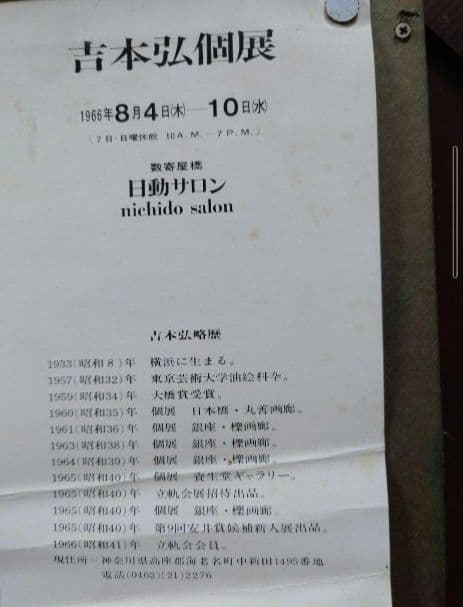 吉本弘個展
1966年8月4日(木)―10日(水)
(7日・日曜休館 10A.M.―7P.M.)
数寄屋橋
日動サロン
nichido salon
吉本弘略歴
1933(昭和8)年 横浜に生まる。
1957(昭和32)年 東京芸術大学油絵科卆。
1959(昭和34)年 大橋賞受賞。
1960(昭和35)年 個展 日本橋・丸善画廊。
1961(昭和36)年 個展 銀座・櫟画廊。
1963(昭和38)年 個展 銀座・櫟画廊。
1964(昭和39)年 個展 銀座・櫟画廊。
1965(昭和40)年 個展 資生堂ギャラリー。
1965(昭和40)年 立軌会展招待出品。
1965(昭和40)年 個展 銀座・櫟画廊。
1965(昭和40)年 第9回安井賞候補新人展出品。
1966(昭和41)年 立軌会会員。
現住所―神奈川県高座郡海老名町中新田1495番地
電話(0462)(21)2276